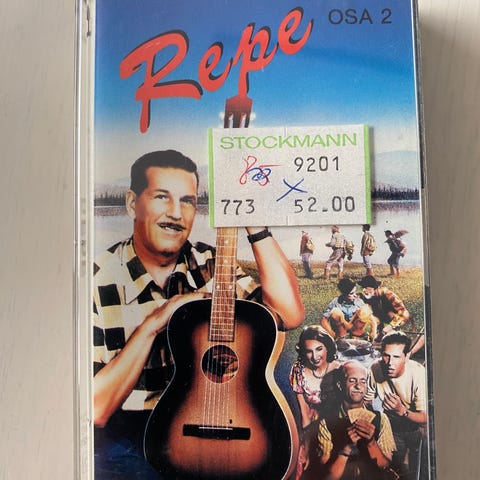 Repe OSA 2
STOCKMANN
9201
773 52.00